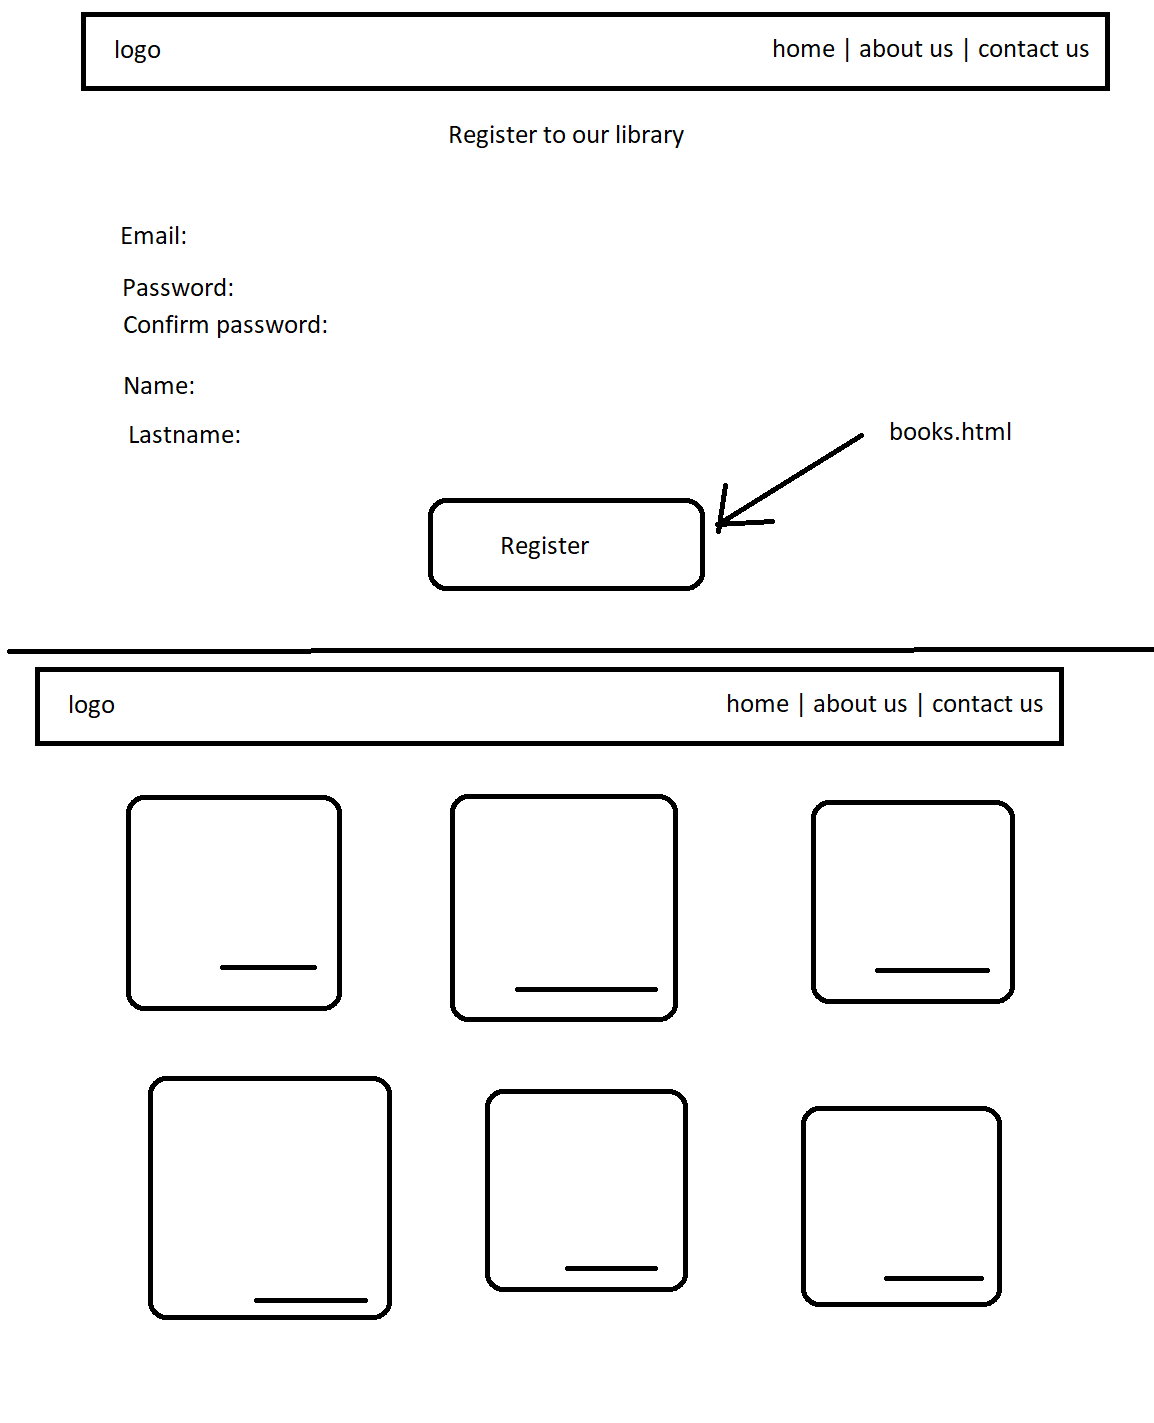 logo
home | about us | contact us
Register to our library
Email:
Password:
Confirm password:
Name:
Lastname:
books.html
Register
logo
home | about us | contact us